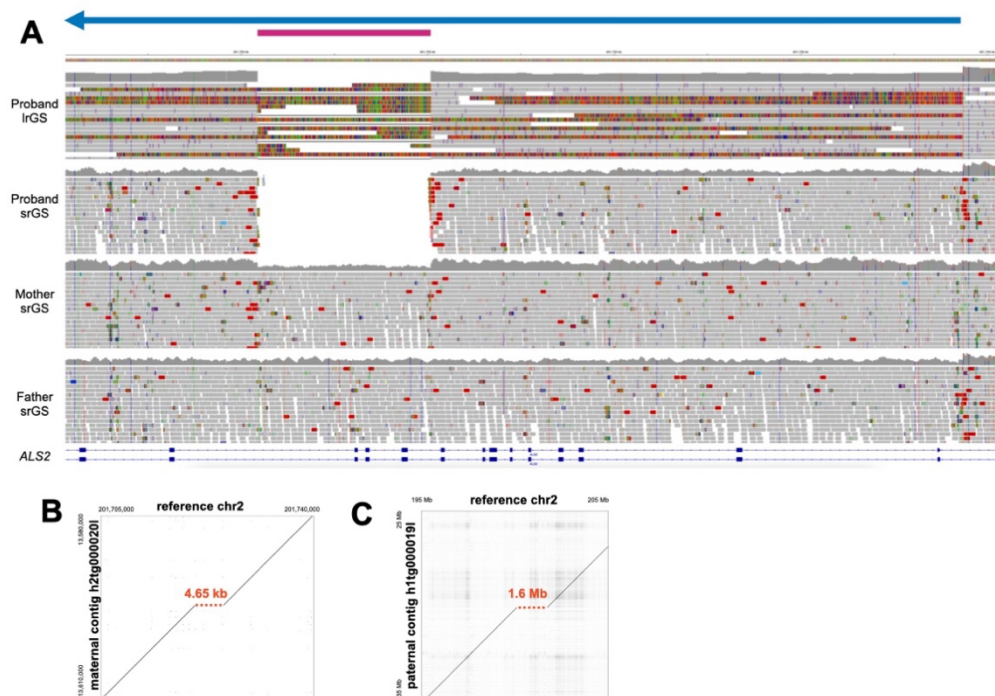 A
Proband
lrGS
Proband
srGS
Mother
srGS
Father
srGS
ALS2
B
reference chr2
201,705,000
201,740,000
maternal contig h2tg000020l
13,580,000
13,610,000
4.65 kb
C
reference chr2
195 Mb
205 Mb
paternal contig h1tg000019l
25 Mb
35 Mb
1.6 Mb